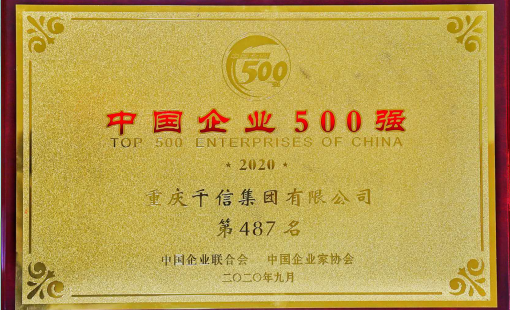 500
中国企业500强
TOP 500 ENTERPRISES OF CHINA
★ 2020 ★
重庆千信集团有限公司
第487名
中国企业联合会 中国企业家协会
二〇二〇年九月